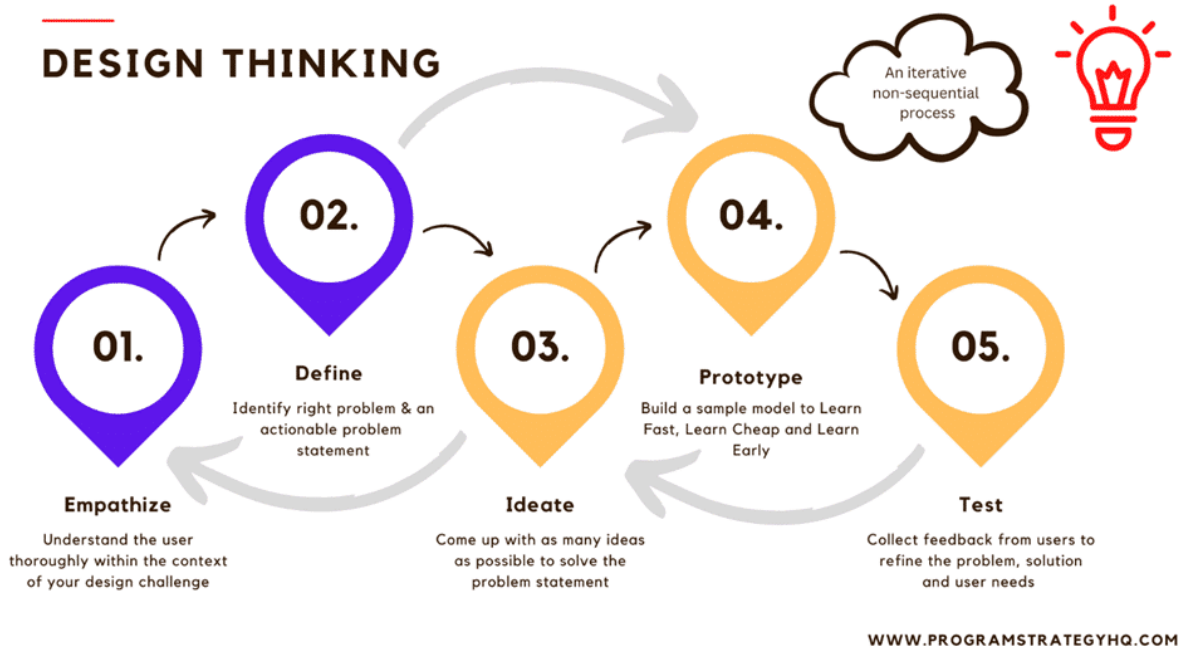 DESIGN THINKING
An iterative
non-sequential
process
01.
Empathize
Understand the user
thoroughly within the context
of your design challenge
02.
Define
Identify right problem & an
actionable problem
statement
03.
Ideate
Come up with as many ideas
as possible to solve the
problem statement
04.
Prototype
Build a sample model to Learn
Fast, Learn Cheap and Learn
Early
05.
Test
Collect feedback from users to
refine the problem, solution
and user needs
WWW.PROGRAMSTRATEGYHQ.COM